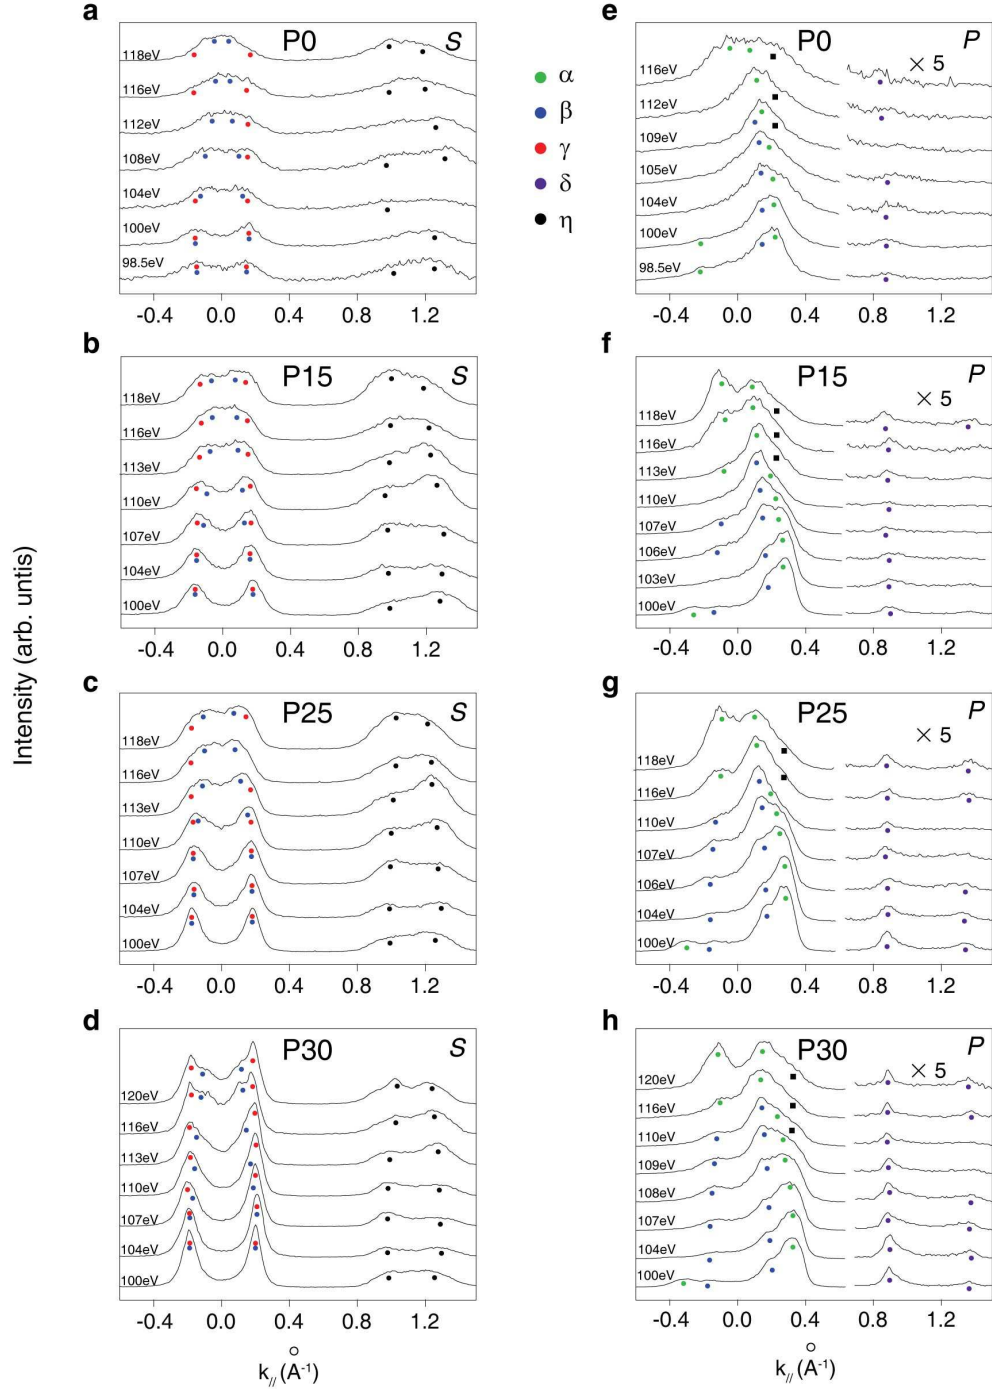 a
P0
S
118eV
116eV
112eV
108eV
104eV
100eV
98.5eV
-0.4 0.0 0.4 0.8 1.2
α
β
γ
δ
η
e
P0
P
× 5
116eV
112eV
109eV
105eV
104eV
100eV
98.5eV
-0.4 0.0 0.4 0.8 1.2
b
P15
S
118eV
116eV
113eV
110eV
107eV
104eV
100eV
-0.4 0.0 0.4 0.8 1.2
f
P15
P
× 5
118eV
116eV
113eV
110eV
107eV
106eV
103eV
100eV
-0.4 0.0 0.4 0.8 1.2
Intensity (arb. untis)
c
P25
S
118eV
116eV
113eV
110eV
107eV
104eV
100eV
-0.4 0.0 0.4 0.8 1.2
g
P25
P
× 5
118eV
116eV
110eV
107eV
106eV
104eV
100eV
-0.4 0.0 0.4 0.8 1.2
d
P30
S
120eV
116eV
113eV
110eV
107eV
104eV
100eV
-0.4 0.0 0.4 0.8 1.2
k// (Å⁻¹)
h
P30
P
× 5
120eV
116eV
110eV
109eV
108eV
107eV
104eV
100eV
-0.4 0.0 0.4 0.8 1.2
k// (Å⁻¹)